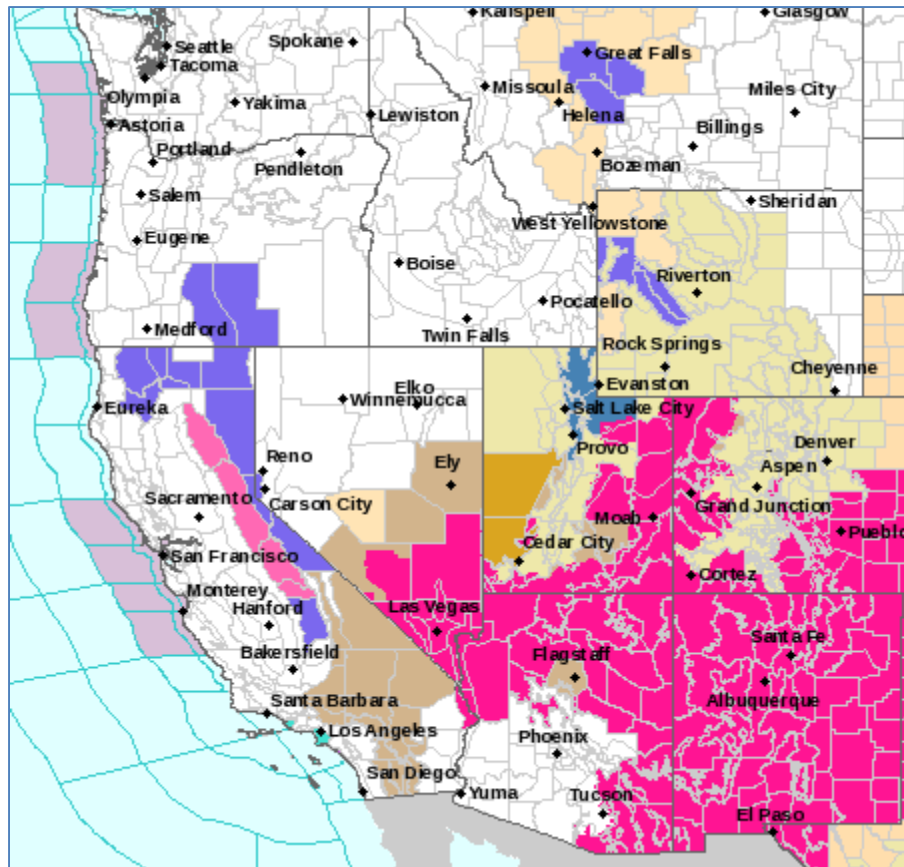 Kalispell
Glasgow
Seattle
Spokane
Great Falls
Tacoma
Missoula
Miles City
Olympia
Yakima
Lewiston
Helena
Astoria
Billings
Portland
Pendleton
Bozeman
Salem
Sheridan
West Yellowstone
Eugene
Boise
Riverton
Pocatello
Medford
Twin Falls
Rock Springs
Cheyenne
Elko
Evanston
Winnemucca
Eureka
Salt Lake City
Provo
Denver
Reno
Ely
Aspen
Sacramento
Carson City
Grand Junction
Moab
Pueblo
San Francisco
Cedar City
Cortez
Monterey
Hanford
Las Vegas
Santa Fe
Bakersfield
Flagstaff
Albuquerque
Santa Barbara
Los Angeles
Phoenix
San Diego
Yuma
Tucson
El Paso